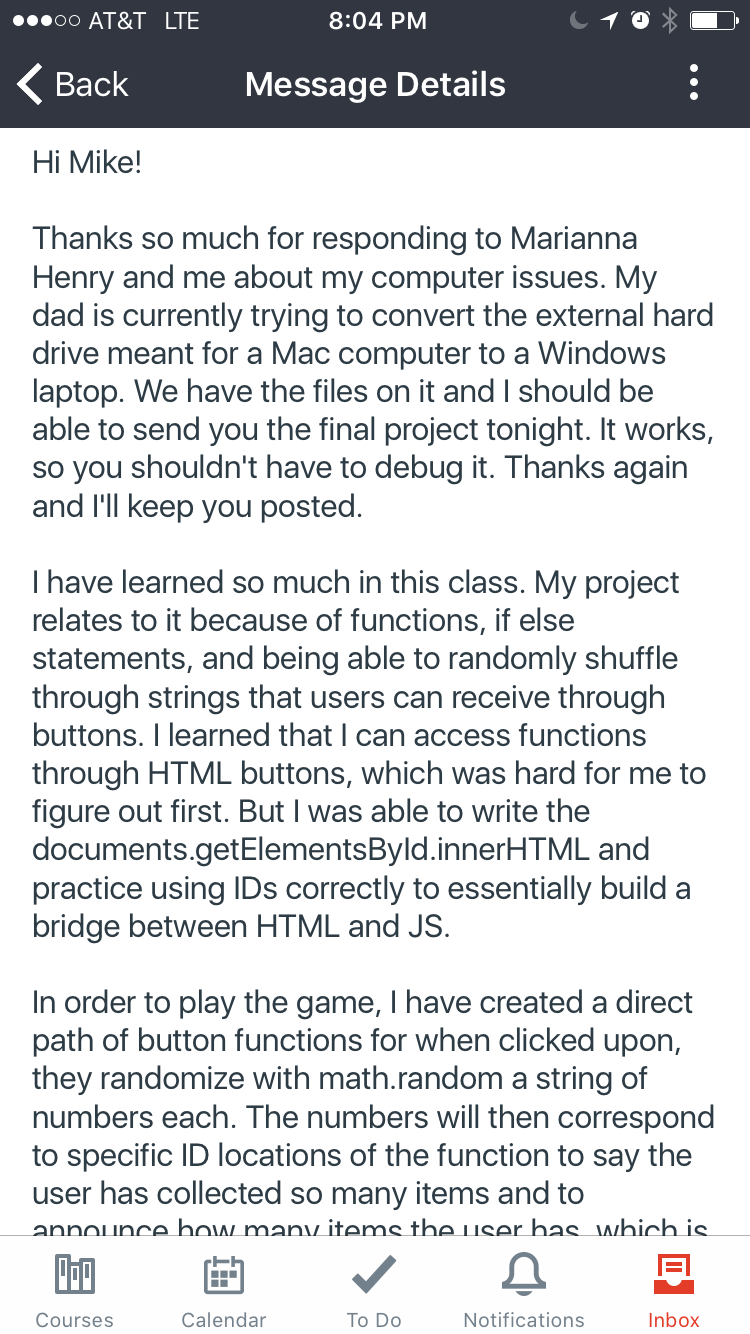 AT&T LTE 8:04 PM
Back Message Details
Hi Mike!
Thanks so much for responding to Marianna
Henry and me about my computer issues. My
dad is currently trying to convert the external hard
drive meant for a Mac computer to a Windows
laptop. We have the files on it and I should be
able to send you the final project tonight. It works,
so you shouldn't have to debug it. Thanks again
and I'll keep you posted.
I have learned so much in this class. My project
relates to it because of functions, if else
statements, and being able to randomly shuffle
through strings that users can receive through
buttons. I learned that I can access functions
through HTML buttons, which was hard for me to
figure out first. But I was able to write the
documents.getElementsById.innerHTML and
practice using IDs correctly to essentially build a
bridge between HTML and JS.
In order to play the game, I have created a direct
path of button functions for when clicked upon,
they randomize with math.random a string of
numbers each. The numbers will then correspond
to specific ID locations of the function to say the
user has collected so many items and to
announce how many items the user has, which is
Courses Calendar To Do Notifications Inbox